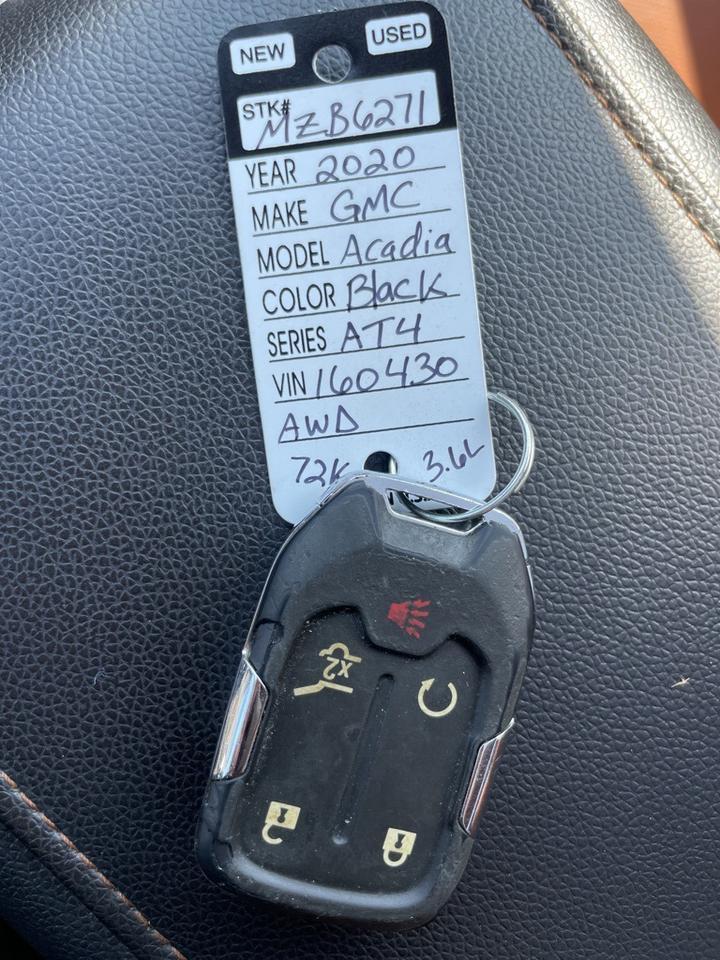 NEW USED
STK# MZB6271
YEAR 2020
MAKE GMC
MODEL Acadia
COLOR Black
SERIES AT4
VIN 160430
AWD
72K 3.6L
x2